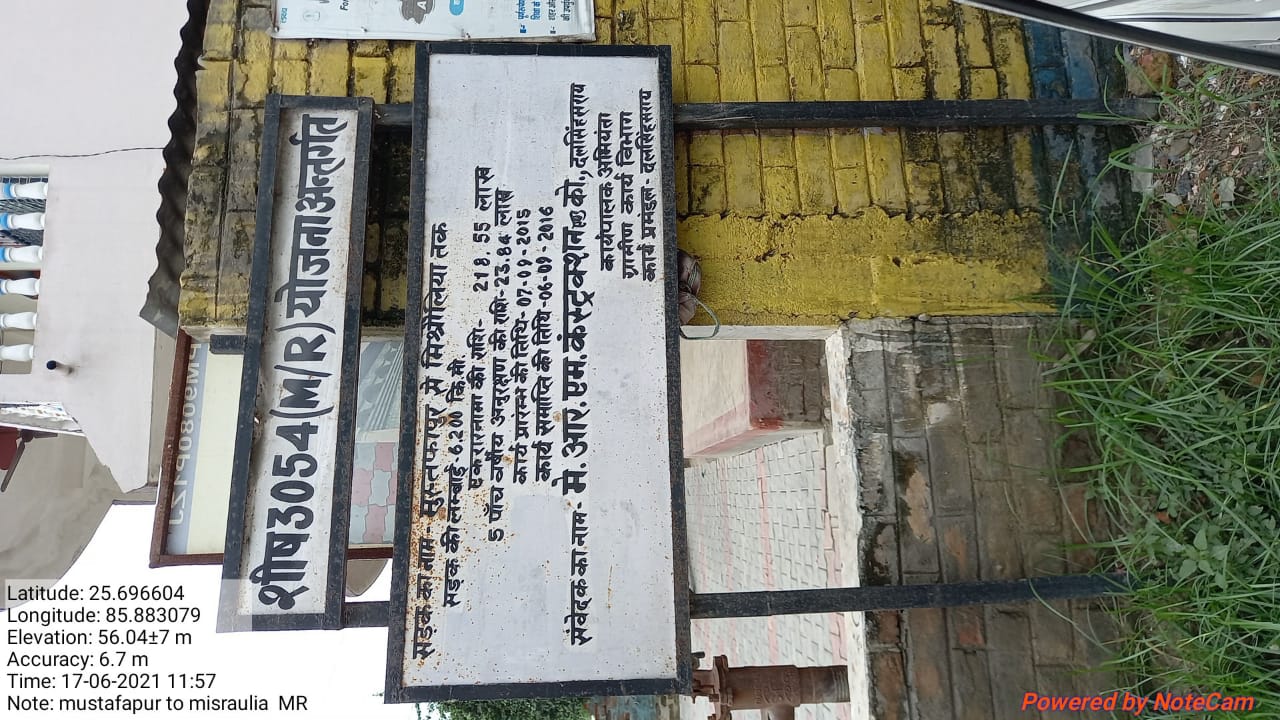 शीष 3054 (M/R) योजना अन्तर्गत
सड़क का नाम- मुस्तफापुर से मिश्रौलिया तक
सड़क की लम्बाई-6.200 कि.मी.
एकरारनामा की राशि- 218.55 लाख
5 पाँच वर्षीय अनुरक्षण की राशि-23.84 लाख
कार्य प्रारम्भ की तिथि-07-09-2015
कार्य समाप्ति की तिथि-06-09-2016
संवेदक का नाम- मे. आर. एम. कंस्ट्रक्शन एण्ड को, दलसिंहसराय
कार्यपालक अभियंता
ग्रामीण कार्य विभाग
कार्य प्रमंडल- दलसिंहसराय
Latitude: 25.696604
Longitude: 85.883079
Elevation: 56.04±7 m
Accuracy: 6.7 m
Time: 17-06-2021 11:57
Note: mustafapur to misraulia MR
Powered by NoteCam